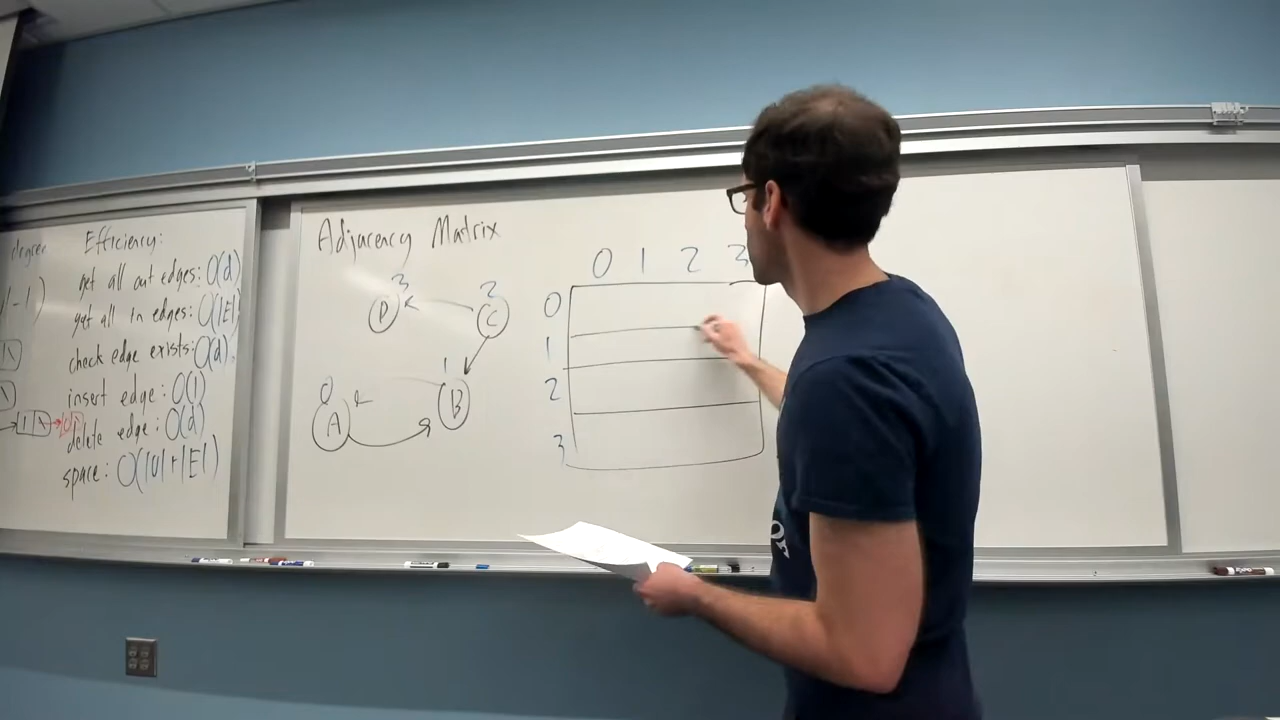 degree
Efficiency:
get all out edges: O(d)
get all in edges: O(|E|)
check edge exists: O(d).
insert edge: O(1)
delete edge: O(d)
space: O(|V|+|E|)
Adjacency Matrix
3
D
2
C
1
B
0
A
0 1 2 3
0
1
2
3